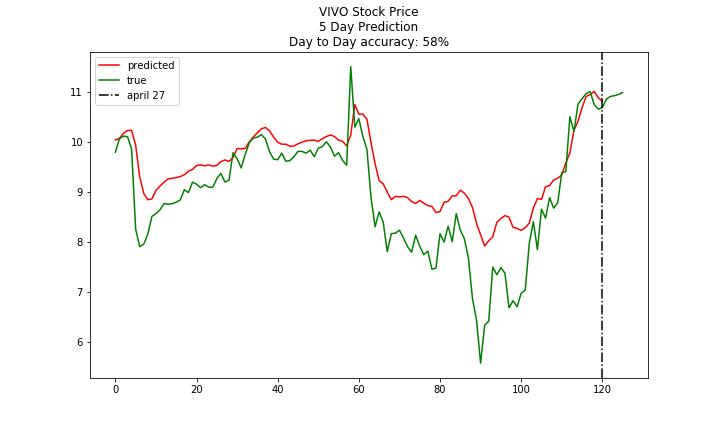 VIVO Stock Price
5 Day Prediction
Day to Day accuracy: 58%
predicted
true
april 27
11
10
9
8
7
6
0 20 40 60 80 100 120